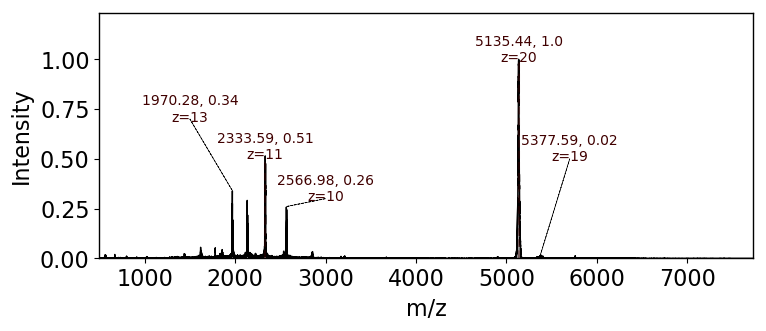 5135.44, 1.0
z=20
1970.28, 0.34
z=13
2333.59, 0.51
z=11
5377.59, 0.02
z=19
2566.98, 0.26
z=10
Intensity
1.00
0.75
0.50
0.25
0.00
1000 2000 3000 4000 5000 6000 7000
m/z